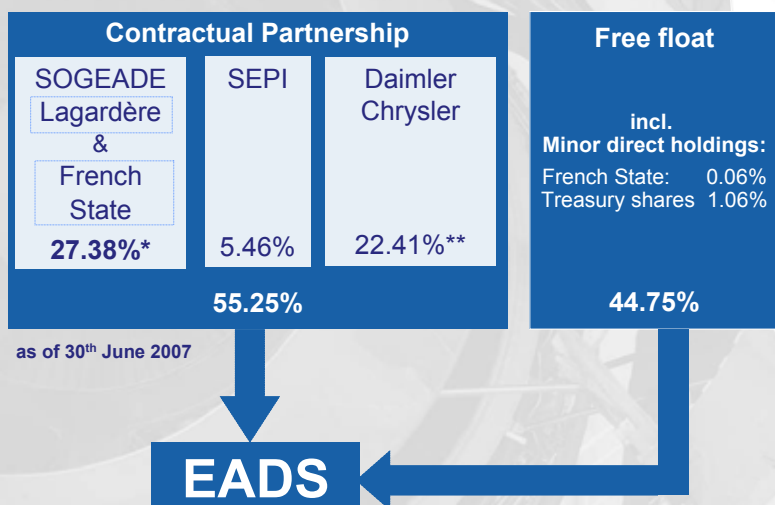 Contractual Partnership
SOGEADE
Lagardère
&
French
State
27.38%*
SEPI
5.46%
Daimler
Chrysler
22.41%**
55.25%
Free float
incl.
Minor direct holdings:
French State: 0.06%
Treasury shares 1.06%
44.75%
as of 30th June 2007
EADS